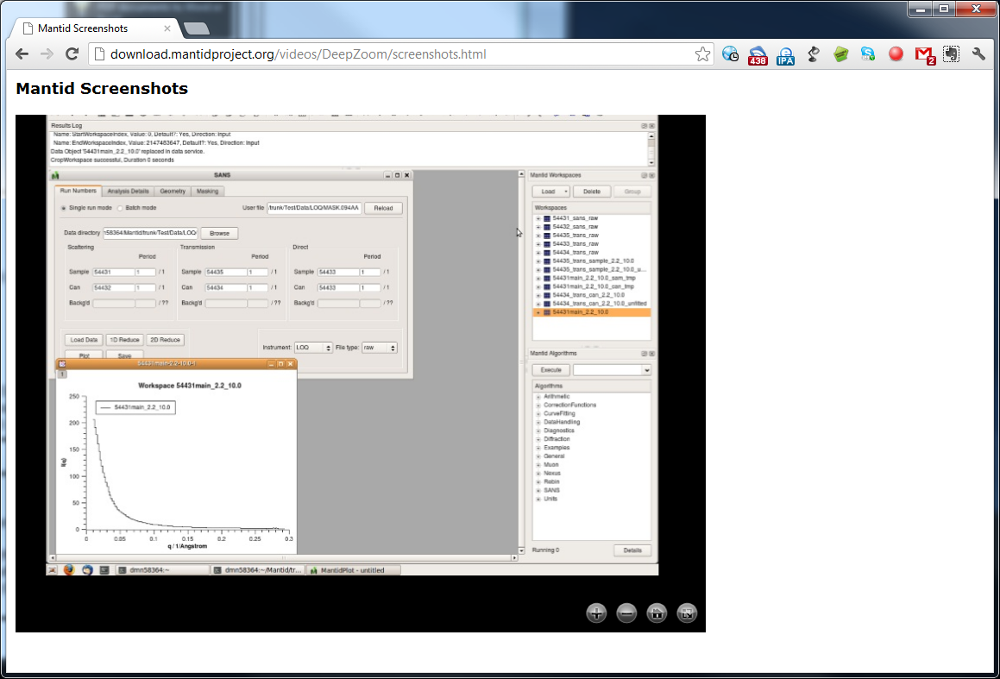 Mantid Screenshots
download.mantidproject.org/videos/DeepZoom/screenshots.html
438
IPA
2
Mantid Screenshots
Results Log
Name: StartWorkspaceIndex, Value: 0, Default?: Yes, Direction: Input
Name: EndWorkspaceIndex, Value: 2147483647, Default?: Yes, Direction: Input
Data Object '54431main_2.2_10.0' replaced in data service.
CropWorkspace successful, Duration 0 seconds
SANS
Run Numbers Analysis Details Geometry Masking
Single run mode Batch mode User file /trunk/Test/Data/LOQ/MASK.094AA Reload
Data directory n58364/Mantid/trunk/Test/Data/LOQ/ Browse
Scattering Transmission Direct
Period Period Period
Sample 54431 1 / 1 Sample 54435 1 / 1 Sample 54433 1 / 1
Can 54432 1 / 1 Can 54434 1 / 1 Can 54433 1 / 1
Backg'd / ?? Backg'd / ?? Backg'd / ??
Load Data 1D Reduce 2D Reduce
Plot Save
Instrument: LOQ File type: raw
54431main-2.2-10.0-1
1
Workspace 54431main_2.2_10.0
54431main_2.2_10.0
250
200
150
100
50
0
I(q)
0 0.05 0.1 0.15 0.2 0.25 0.3
q / 1/Angstrom
Mantid Workspaces
Load Delete Group
Workspaces
54431_sans_raw
54432_sans_raw
54435_trans_raw
54433_trans_raw
54434_trans_raw
54435_trans_sample_2.2_10.0
54435_trans_sample_2.2_10.0_u...
54431main_2.2_10.0_sam_tmp
54431main_2.2_10.0_can_tmp
54434_trans_can_2.2_10.0
54434_trans_can_2.2_10.0_unfitted
54431main_2.2_10.0
Mantid Algorithms
Execute
Algorithms
Arithmetic
CorrectionFunctions
CurveFitting
DataHandling
Diagnostics
Diffraction
Examples
General
Muon
Nexus
Rebin
SANS
Units
Running 0 Details
dmn58364:~ dmn58364:~/Mantid/tr... MantidPlot - untitled